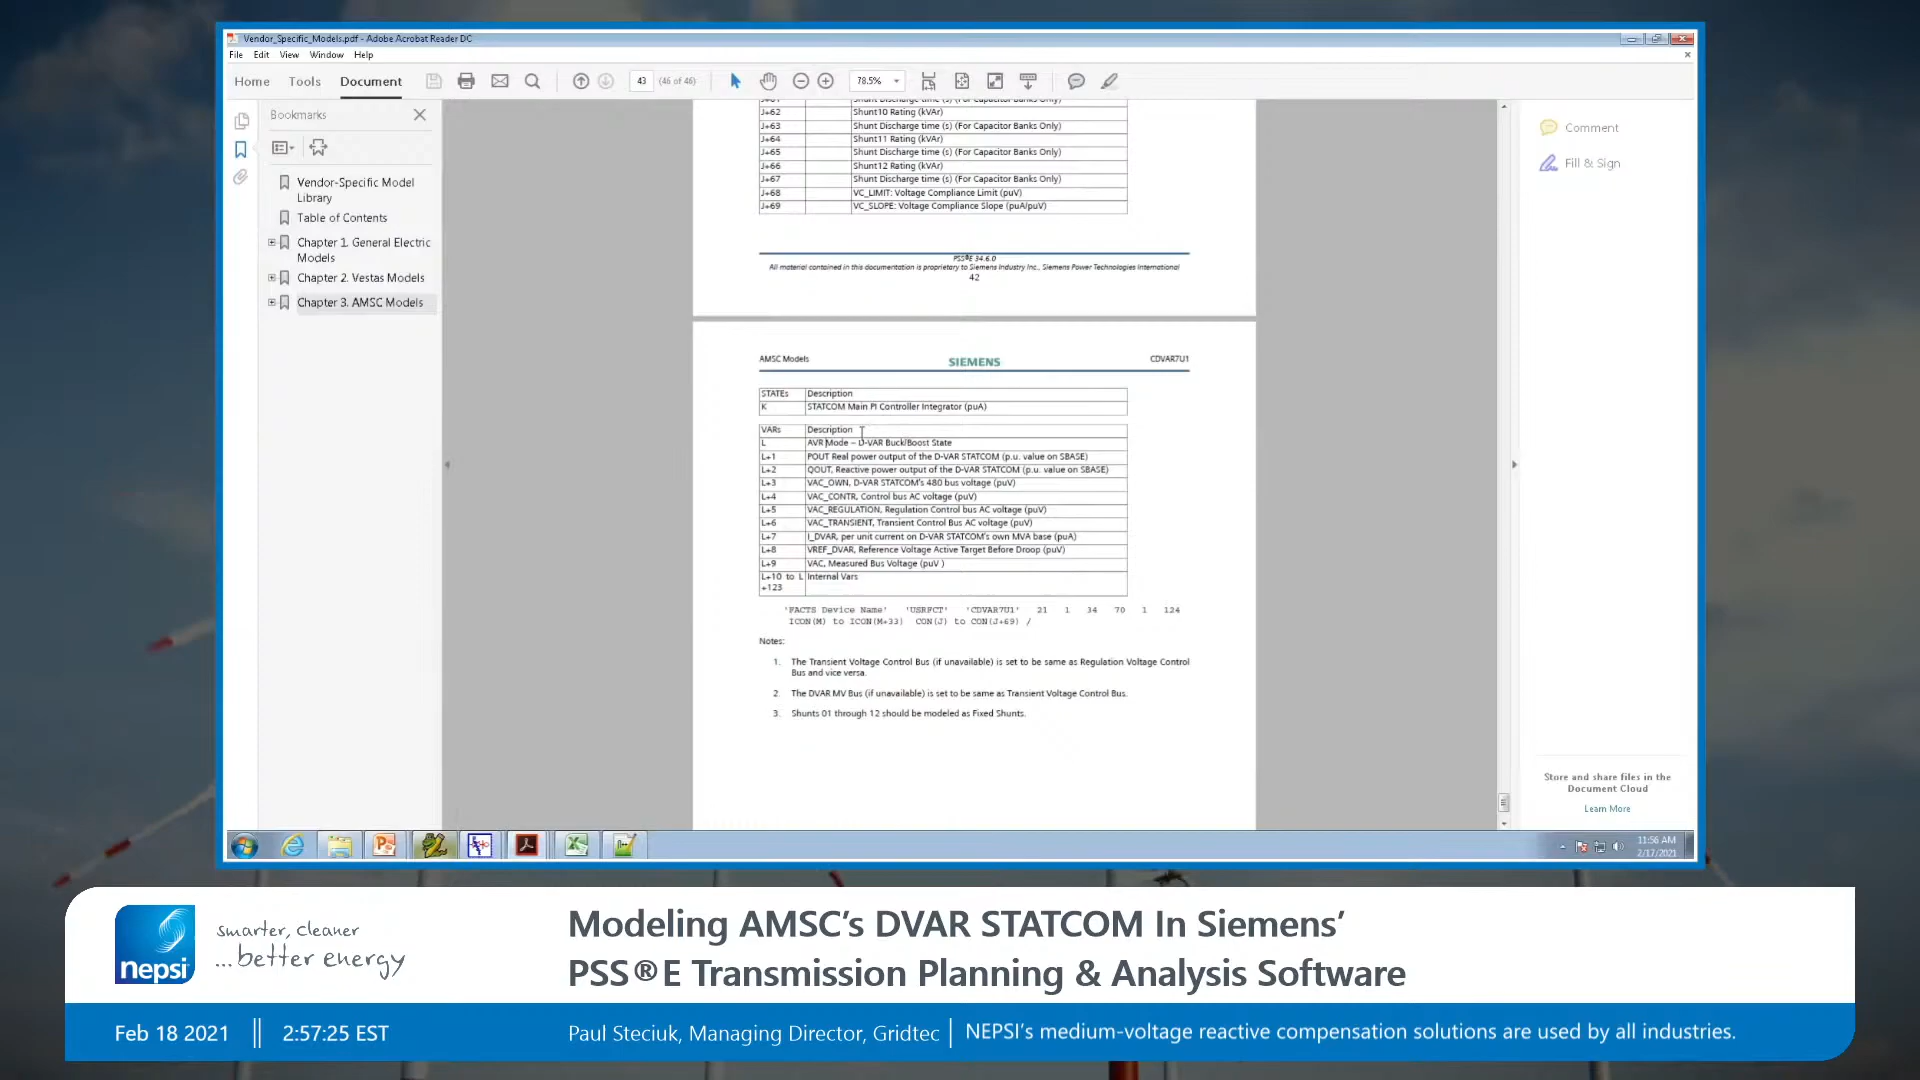 Vendor_Specific_Models.pdf - Adobe Acrobat Reader DC
File Edit View Window Help
Home Tools Document 43 (46 of 46) 78.5%
Bookmarks
Vendor-Specific Model
Library
Table of Contents
Chapter 1. General Electric
Models
Chapter 2. Vestas Models
Chapter 3. AMSC Models
J+61 Shunt Discharge time (s) (For Capacitor Banks Only)
J+62 Shunt10 Rating (kVAr)
J+63 Shunt Discharge time (s) (For Capacitor Banks Only)
J+64 Shunt11 Rating (kVAr)
J+65 Shunt Discharge time (s) (For Capacitor Banks Only)
J+66 Shunt12 Rating (kVAr)
J+67 Shunt Discharge time (s) (For Capacitor Banks Only)
J+68 VC_LIMIT: Voltage Compliance Limit (puV)
J+69 VC_SLOPE: Voltage Compliance Slope (puA/puV)
PSS®E 34.6.0
All material contained in this documentation is proprietary to Siemens Industry Inc., Siemens Power Technologies International
42
AMSC Models SIEMENS CDVAR7U1
STATEs Description
K STATCOM Main PI Controller Integrator (puA)
VARs Description
L AVR Mode – D-VAR Buck/Boost State
L+1 POUT Real power output of the D-VAR STATCOM (p.u. value on SBASE)
L+2 QOUT, Reactive power output of the D-VAR STATCOM (p.u. value on SBASE)
L+3 VAC_OWN, D-VAR STATCOM's 480 bus voltage (puV)
L+4 VAC_CONTR, Control bus AC voltage (puV)
L+5 VAC_REGULATION, Regulation Control bus AC voltage (puV)
L+6 VAC_TRANSIENT, Transient Control Bus AC voltage (puV)
L+7 I_DVAR, per unit current on D-VAR STATCOM's own MVA base (puA)
L+8 VREF_DVAR, Reference Voltage Active Target Before Droop (puV)
L+9 VAC, Measured Bus Voltage (puV )
L+10 to L Internal Vars
+123
'FACTS Device Name' 'USRFCT' 'CDVAR7U1' 21 1 34 70 1 124
ICON(M) to ICON(M+33) CON(J) to CON(J+69) /
Notes:
1. The Transient Voltage Control Bus (if unavailable) is set to be same as Regulation Voltage Control
Bus and vice versa.
2. The DVAR MV Bus (if unavailable) is set to be same as Transient Voltage Control Bus.
3. Shunts 01 through 12 should be modeled as Fixed Shunts.
Comment
Fill & Sign
Store and share files in the
Document Cloud
Learn More
11:56 AM
2/17/2021
nepsi
smarter, cleaner
...better energy
Modeling AMSC's DVAR STATCOM In Siemens'
PSS®E Transmission Planning & Analysis Software
Feb 18 2021 || 2:57:25 EST
Paul Steciuk, Managing Director, Gridtec | NEPSI's medium-voltage reactive compensation solutions are used by all industries.